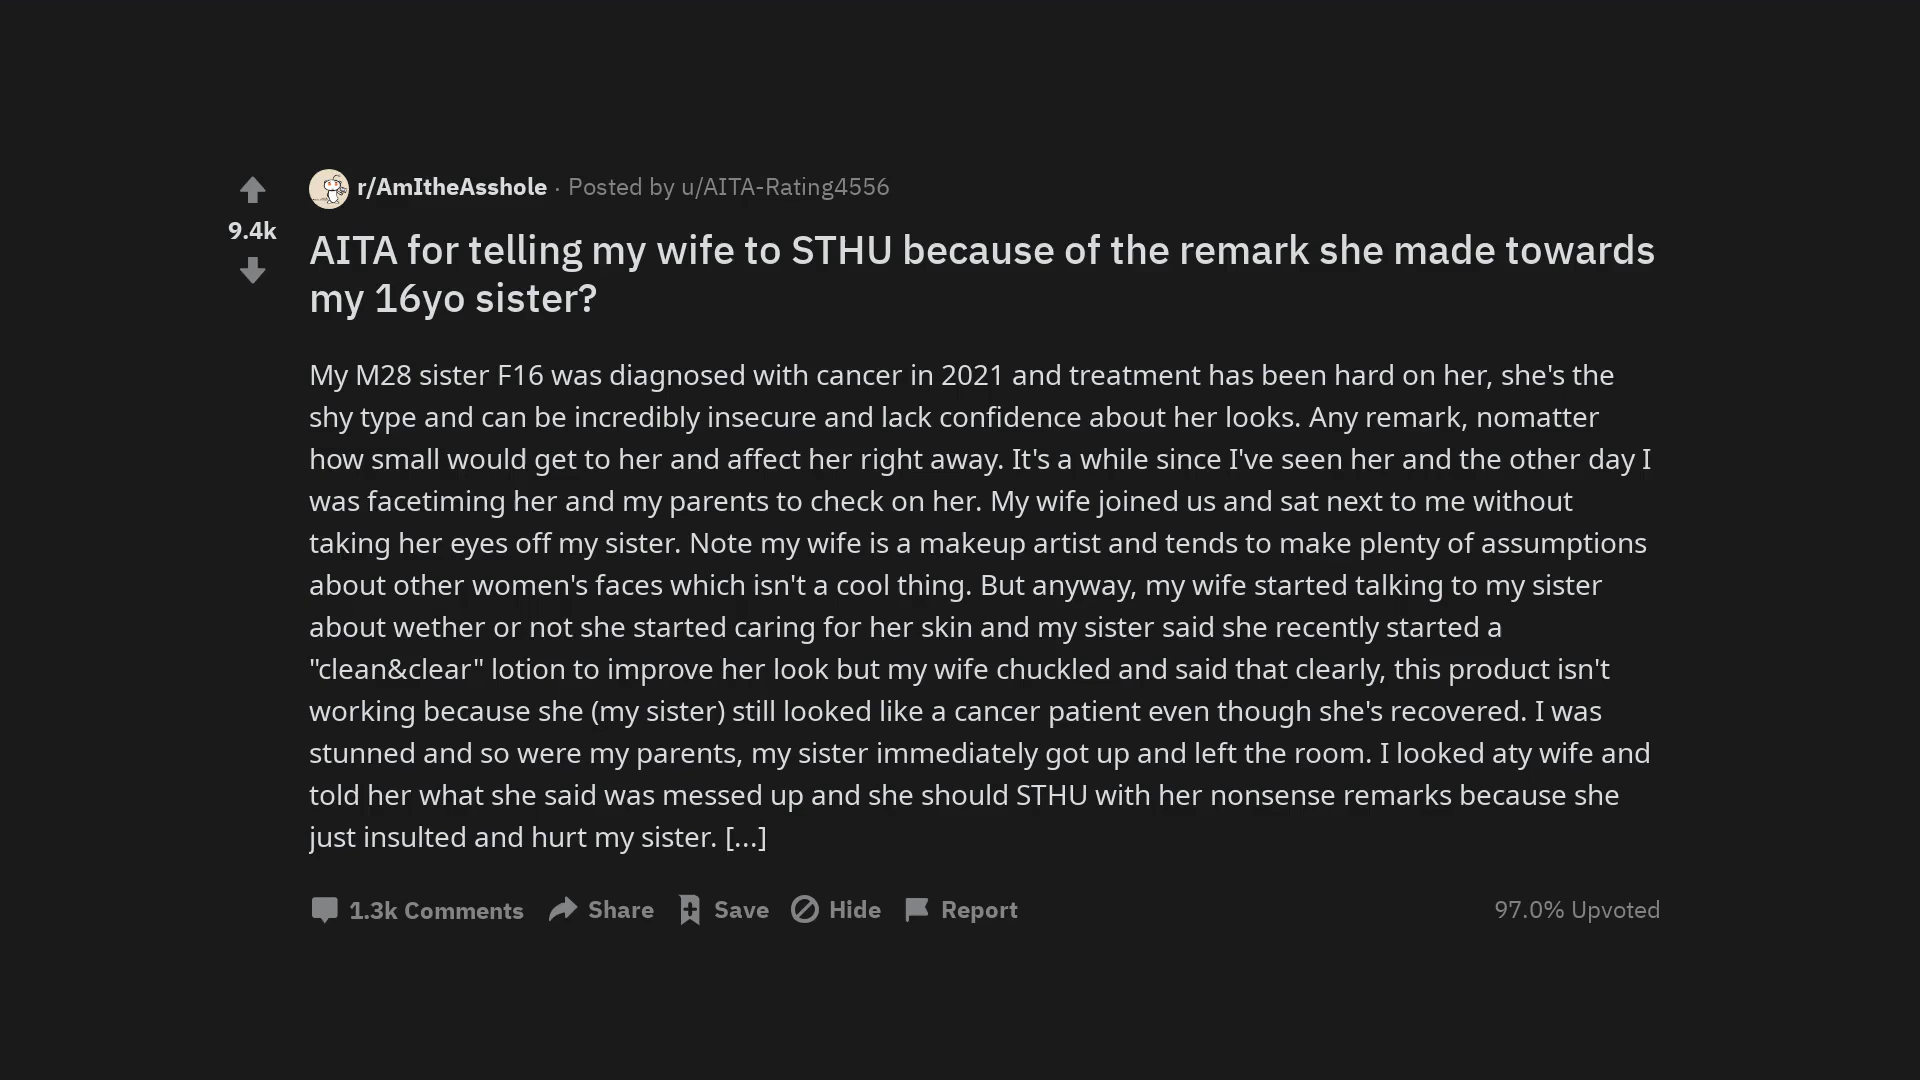 r/AmItheAsshole · Posted by u/AITA-Rating4556
9.4k
AITA for telling my wife to STHU because of the remark she made towards
my 16yo sister?
My M28 sister F16 was diagnosed with cancer in 2021 and treatment has been hard on her, she's the
shy type and can be incredibly insecure and lack confidence about her looks. Any remark, nomatter
how small would get to her and affect her right away. It's a while since I've seen her and the other day I
was facetiming her and my parents to check on her. My wife joined us and sat next to me without
taking her eyes off my sister. Note my wife is a makeup artist and tends to make plenty of assumptions
about other women's faces which isn't a cool thing. But anyway, my wife started talking to my sister
about wether or not she started caring for her skin and my sister said she recently started a
"clean&clear" lotion to improve her look but my wife chuckled and said that clearly, this product isn't
working because she (my sister) still looked like a cancer patient even though she's recovered. I was
stunned and so were my parents, my sister immediately got up and left the room. I looked aty wife and
told her what she said was messed up and she should STHU with her nonsense remarks because she
just insulted and hurt my sister. [...]
1.3k Comments Share Save Hide Report 97.0% Upvoted